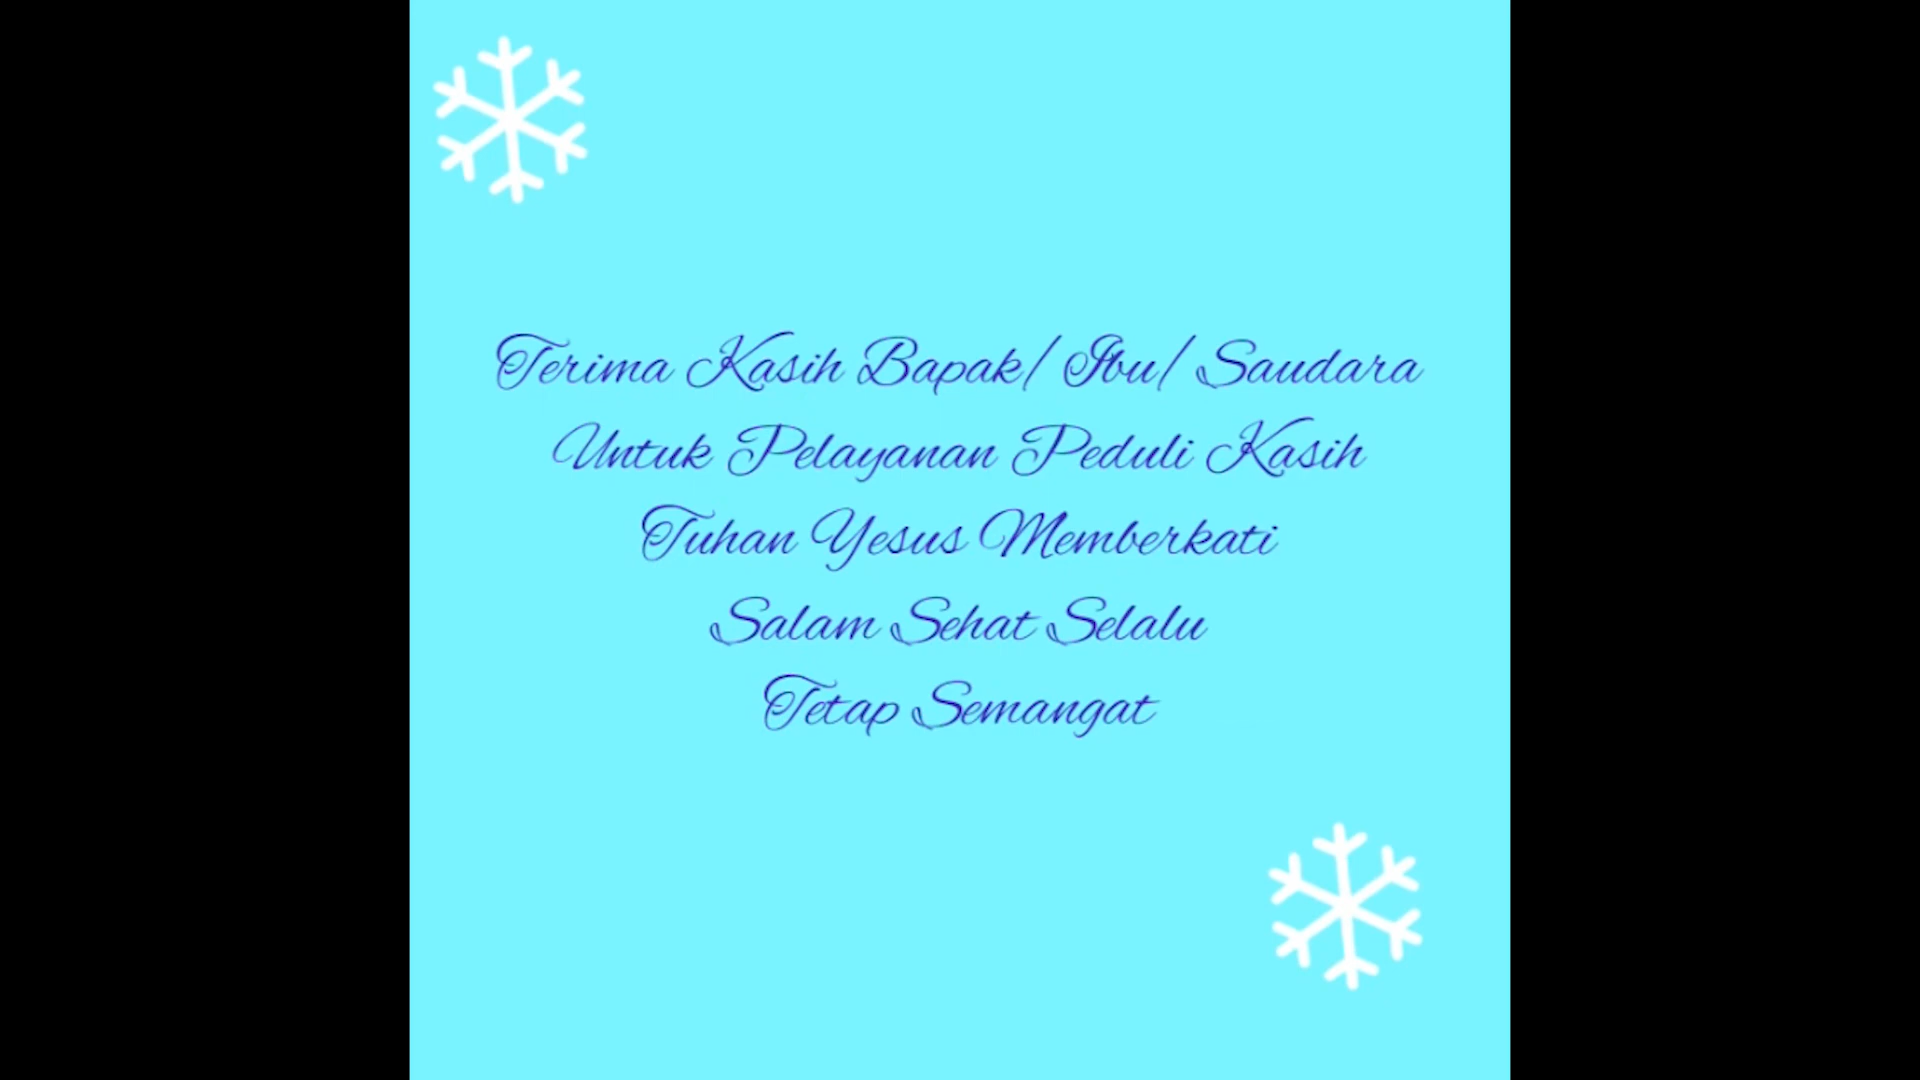 Terima Kasih Bapak/ Ibu/ Saudara
Untuk Pelayanan Peduli Kasih
Tuhan Yesus Memberkati
Salam Sehat Selalu
Tetap Semangat